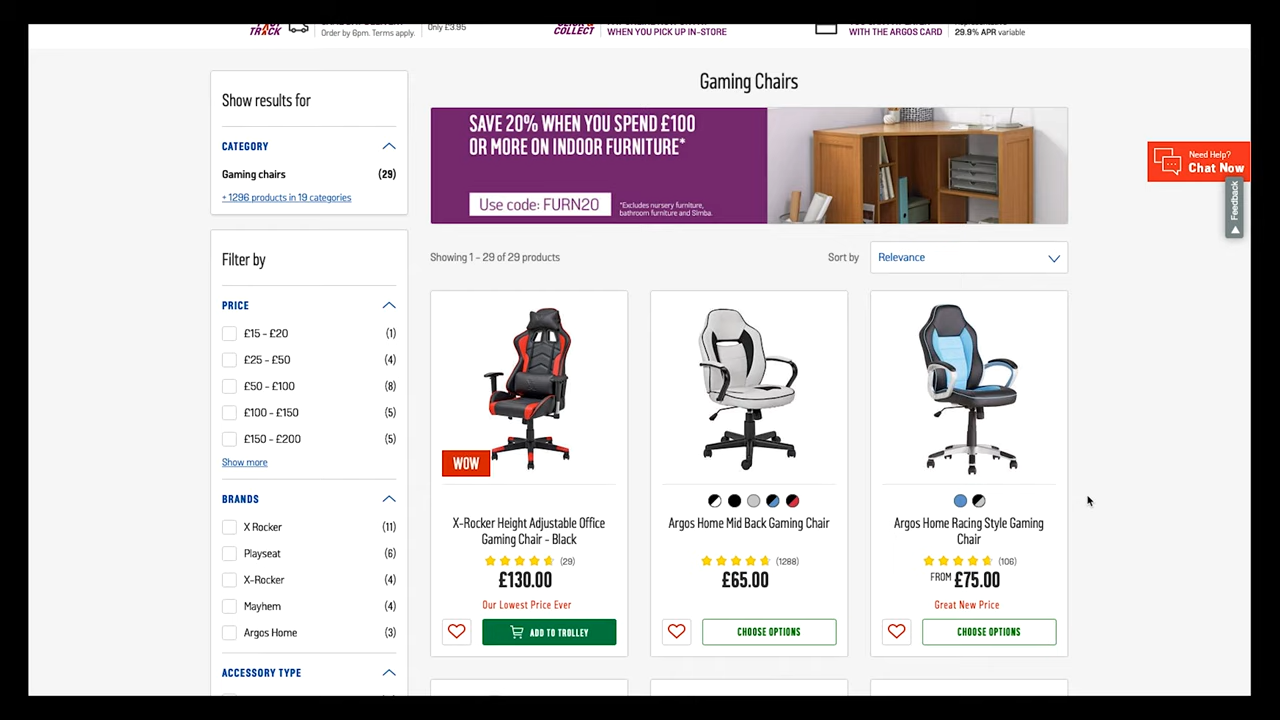 TRACK
Order by 6pm. Terms apply.
Only £3.95
COLLECT
WHEN YOU PICK UP IN-STORE
WITH THE ARGOS CARD
29.9% APR variable
Show results for
CATEGORY
Gaming chairs (29)
+ 1296 products in 19 categories
Filter by
PRICE
£15 - £20 (1)
£25 - £50 (4)
£50 - £100 (8)
£100 - £150 (5)
£150 - £200 (5)
Show more
BRANDS
X Rocker (11)
Playseat (6)
X-Rocker (4)
Mayhem (4)
Argos Home (3)
ACCESSORY TYPE
Gaming Chairs
SAVE 20% WHEN YOU SPEND £100
OR MORE ON INDOOR FURNITURE*
Use code: FURN20
*Excludes nursery furniture,
bathroom furniture and Simba.
Need Help?
Chat Now
Feedback
Showing 1 - 29 of 29 products
Sort by
Relevance
WOW
X-Rocker Height Adjustable Office
Gaming Chair - Black
(29)
£130.00
Our Lowest Price Ever
ADD TO TROLLEY
Argos Home Mid Back Gaming Chair
(1288)
£65.00
CHOOSE OPTIONS
Argos Home Racing Style Gaming
Chair
(106)
FROM £75.00
Great New Price
CHOOSE OPTIONS